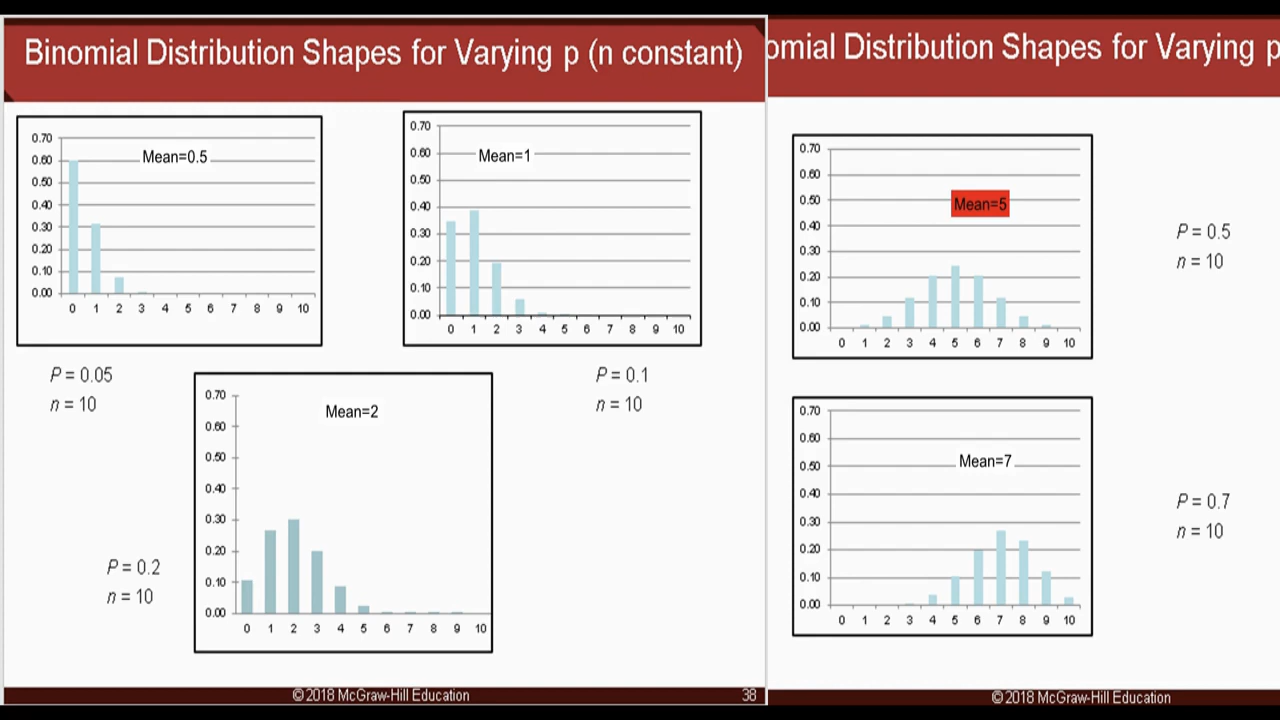 Binomial Distribution Shapes for Varying p (n constant)
0.70
0.60
0.50
0.40
0.30
0.20
0.10
0.00
Mean=0.5
0 1 2 3 4 5 6 7 8 9 10
P = 0.05
n = 10
0.70
0.60
0.50
0.40
0.30
0.20
0.10
0.00
Mean=1
0 1 2 3 4 5 6 7 8 9 10
P = 0.1
n = 10
0.70
0.60
0.50
0.40
0.30
0.20
0.10
0.00
Mean=2
0 1 2 3 4 5 6 7 8 9 10
P = 0.2
n = 10
© 2018 McGraw-Hill Education
38
omial Distribution Shapes for Varying p
0.70
0.60
0.50
0.40
0.30
0.20
0.10
0.00
Mean=5
0 1 2 3 4 5 6 7 8 9 10
P = 0.5
n = 10
0.70
0.60
0.50
0.40
0.30
0.20
0.10
0.00
Mean=7
0 1 2 3 4 5 6 7 8 9 10
P = 0.7
n = 10
© 2018 McGraw-Hill Education